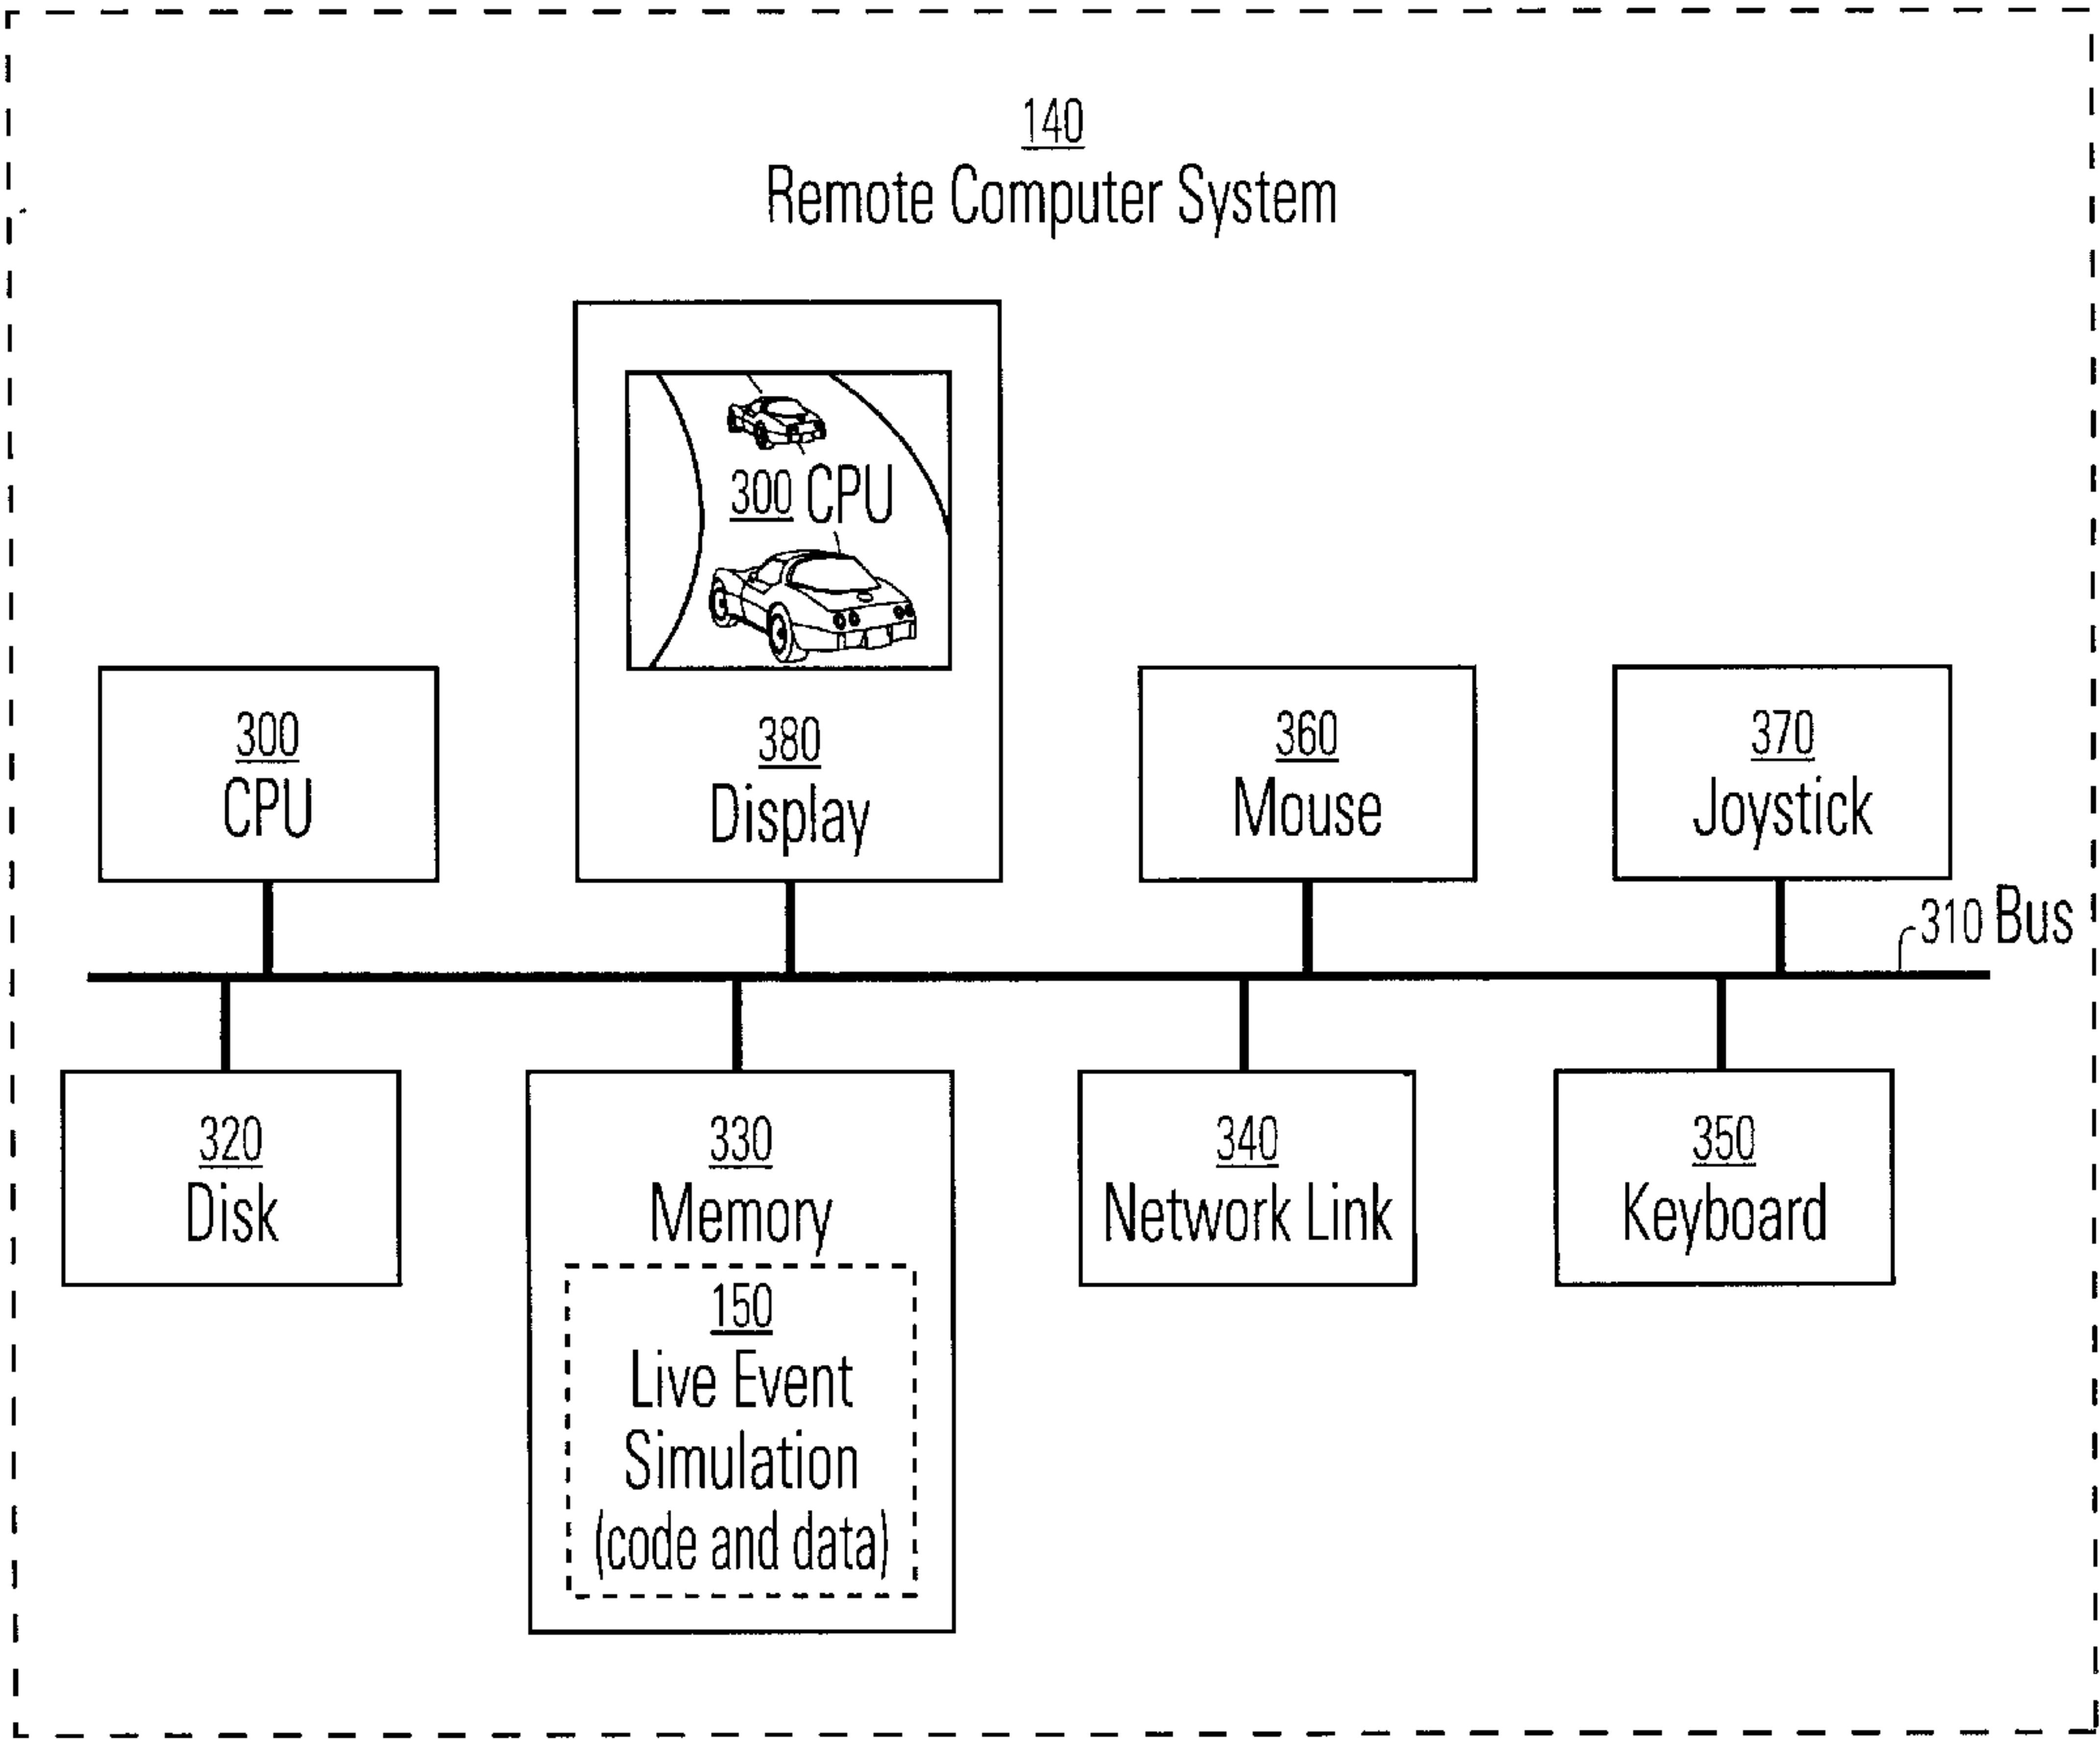 140
Remote Computer System
300 CPU
300
CPU
380
Display
360
Mouse
370
Joystick
310 Bus
320
Disk
330
Memory
150
Live Event
Simulation
(code and data)
340
Network Link
350
Keyboard